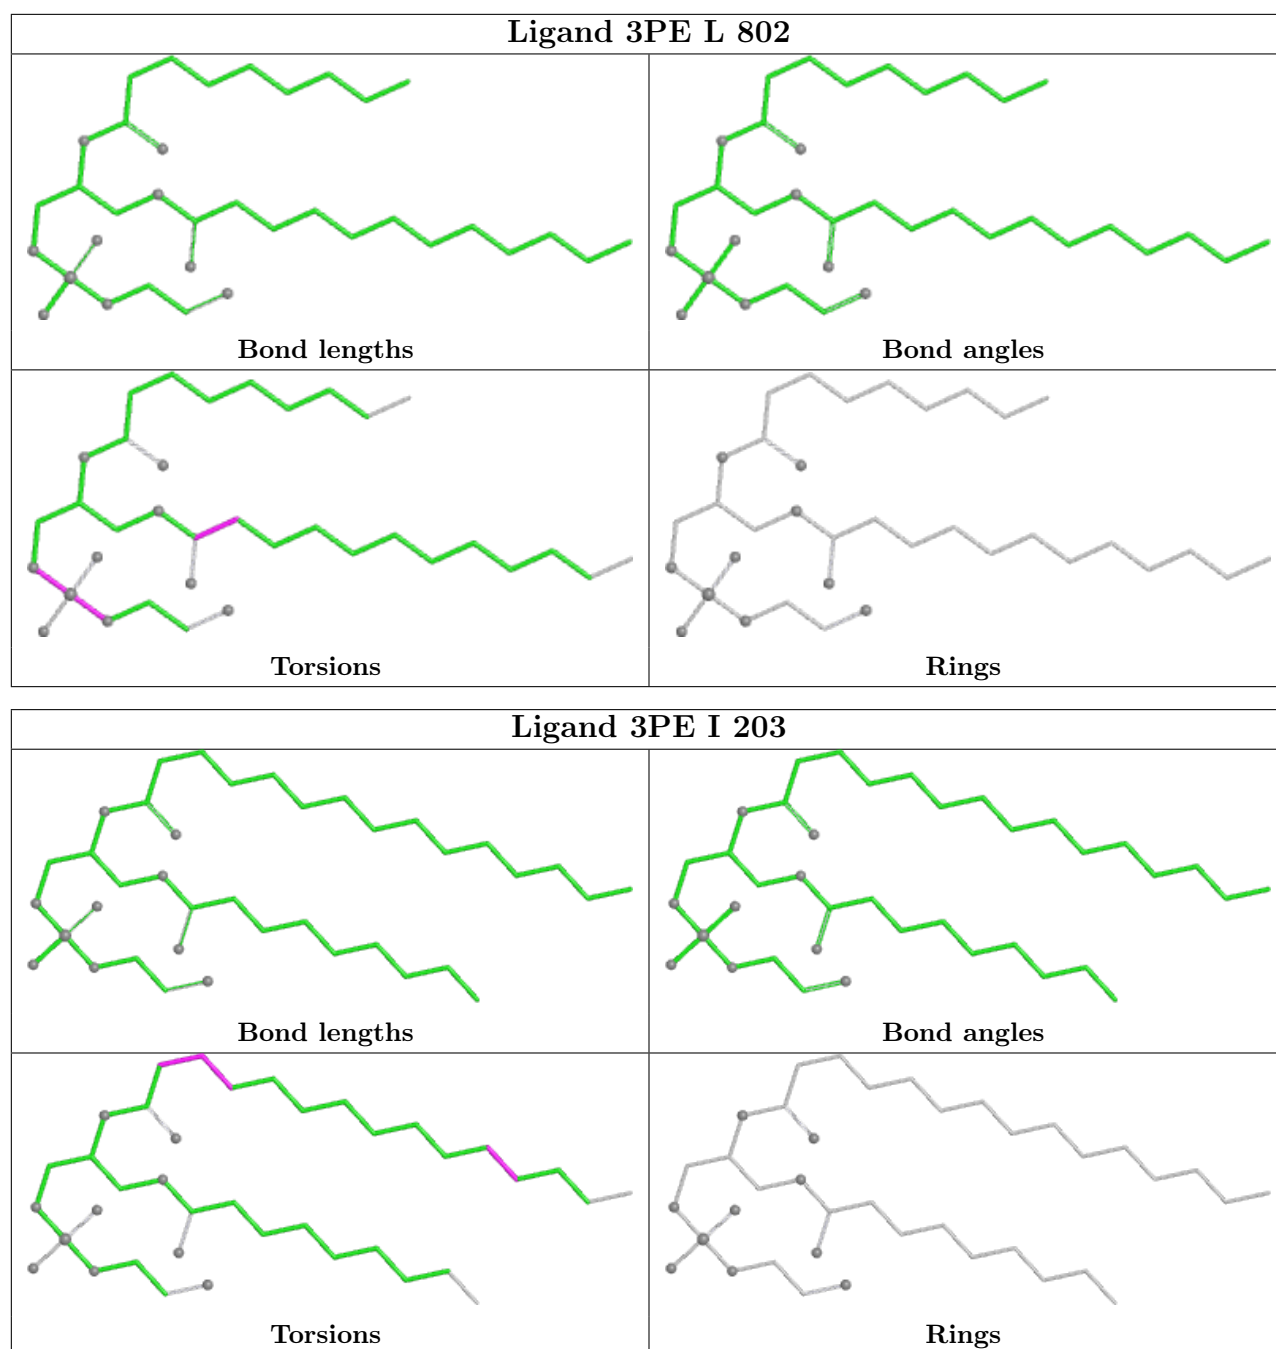 Ligand 3PE L 802
Bond lengths
Bond angles
Torsions
Rings
Ligand 3PE I 203
Bond lengths
Bond angles
Torsions
Rings